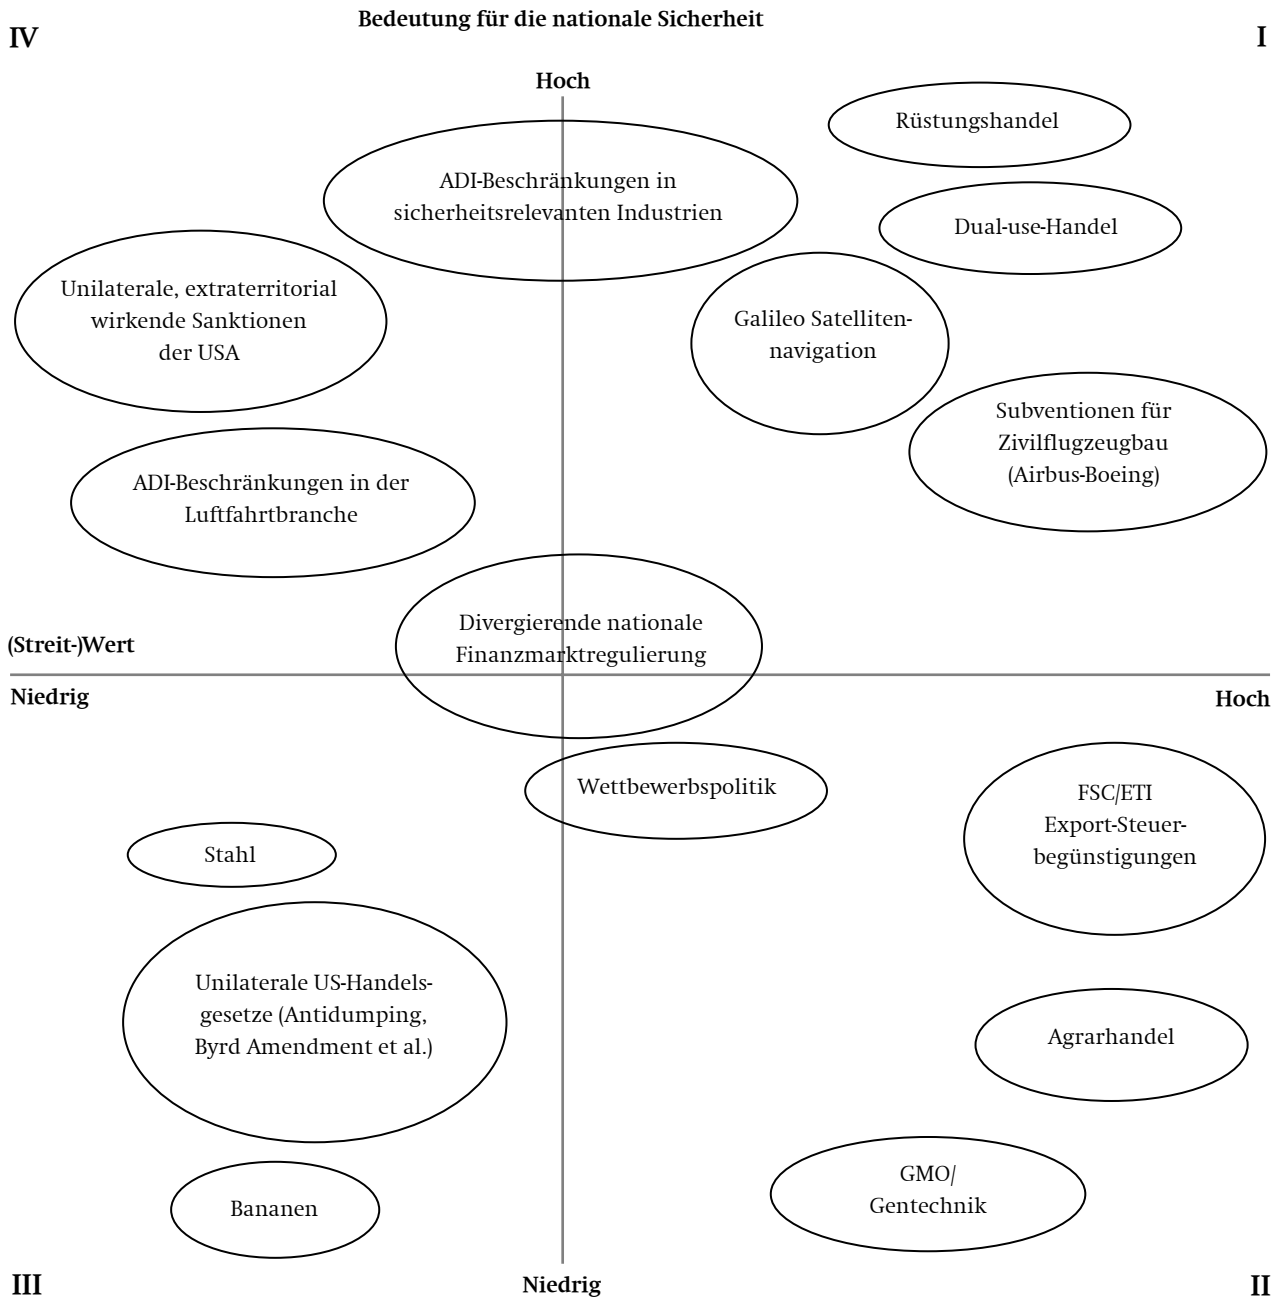 Bedeutung für die nationale Sicherheit
IV
I
Hoch
Rüstungshandel
ADI-Beschränkungen in
sicherheitsrelevanten Industrien
Dual-use-Handel
Unilaterale, extraterritorial
wirkende Sanktionen
der USA
Galileo Satelliten-
navigation
Subventionen für
Zivilflugzeugbau
(Airbus-Boeing)
ADI-Beschränkungen in der
Luftfahrtbranche
Divergierende nationale
Finanzmarktregulierung
(Streit-)Wert
Niedrig
Hoch
Wettbewerbspolitik
FSC/ETI
Export-Steuer-
begünstigungen
Stahl
Unilaterale US-Handels-
gesetze (Antidumping,
Byrd Amendment et al.)
Agrarhandel
GMO/
Gentechnik
Bananen
III
Niedrig
II